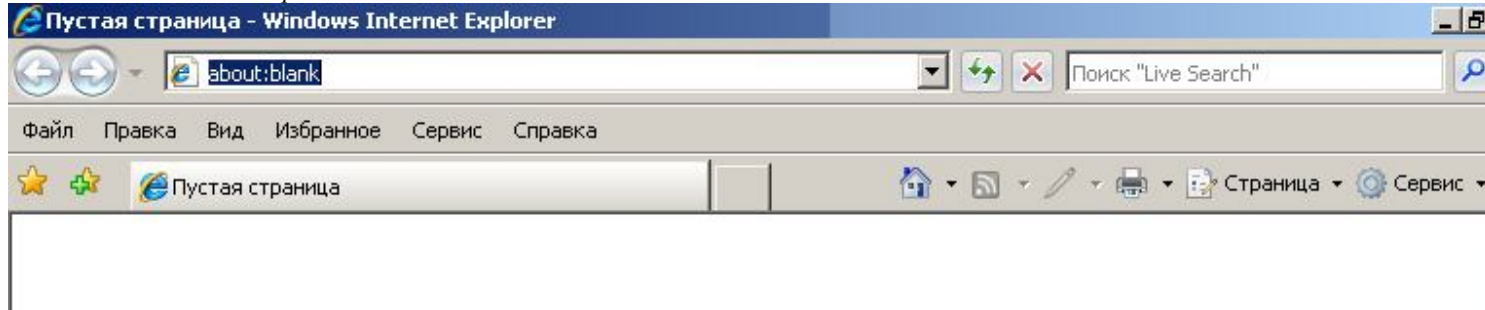 Пустая страница - Windows Internet Explorer
about:blank
Поиск "Live Search"
Файл Правка Вид Избранное Сервис Справка
Пустая страница
Страница
Сервис